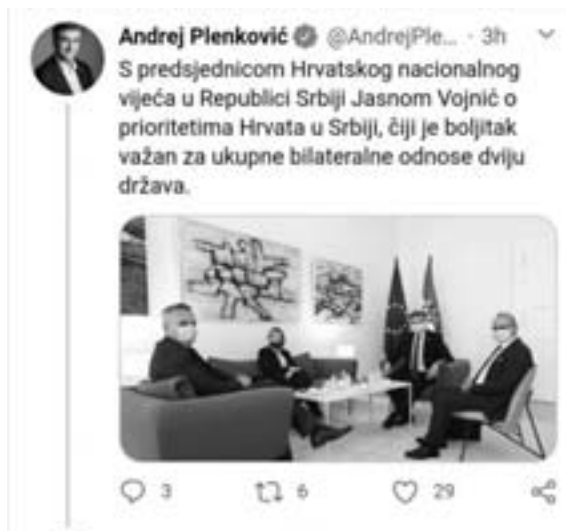 Andrej Plenković @AndrejPle... · 3h
S predsjednicom Hrvatskog nacionalnog
vijeća u Republici Srbiji Jasnom Vojnić o
prioritetima Hrvata u Srbiji, čiji je boljitak
važan za ukupne bilateralne odnose dviju
država.
3 6 29